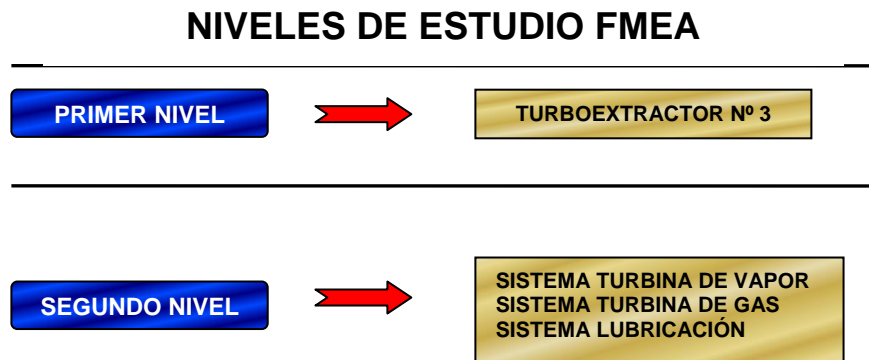 NIVELES DE ESTUDIO FMEA
PRIMER NIVEL
TURBOEXTRACTOR Nº 3
SEGUNDO NIVEL
SISTEMA TURBINA DE VAPOR
SISTEMA TURBINA DE GAS
SISTEMA LUBRICACIÓN